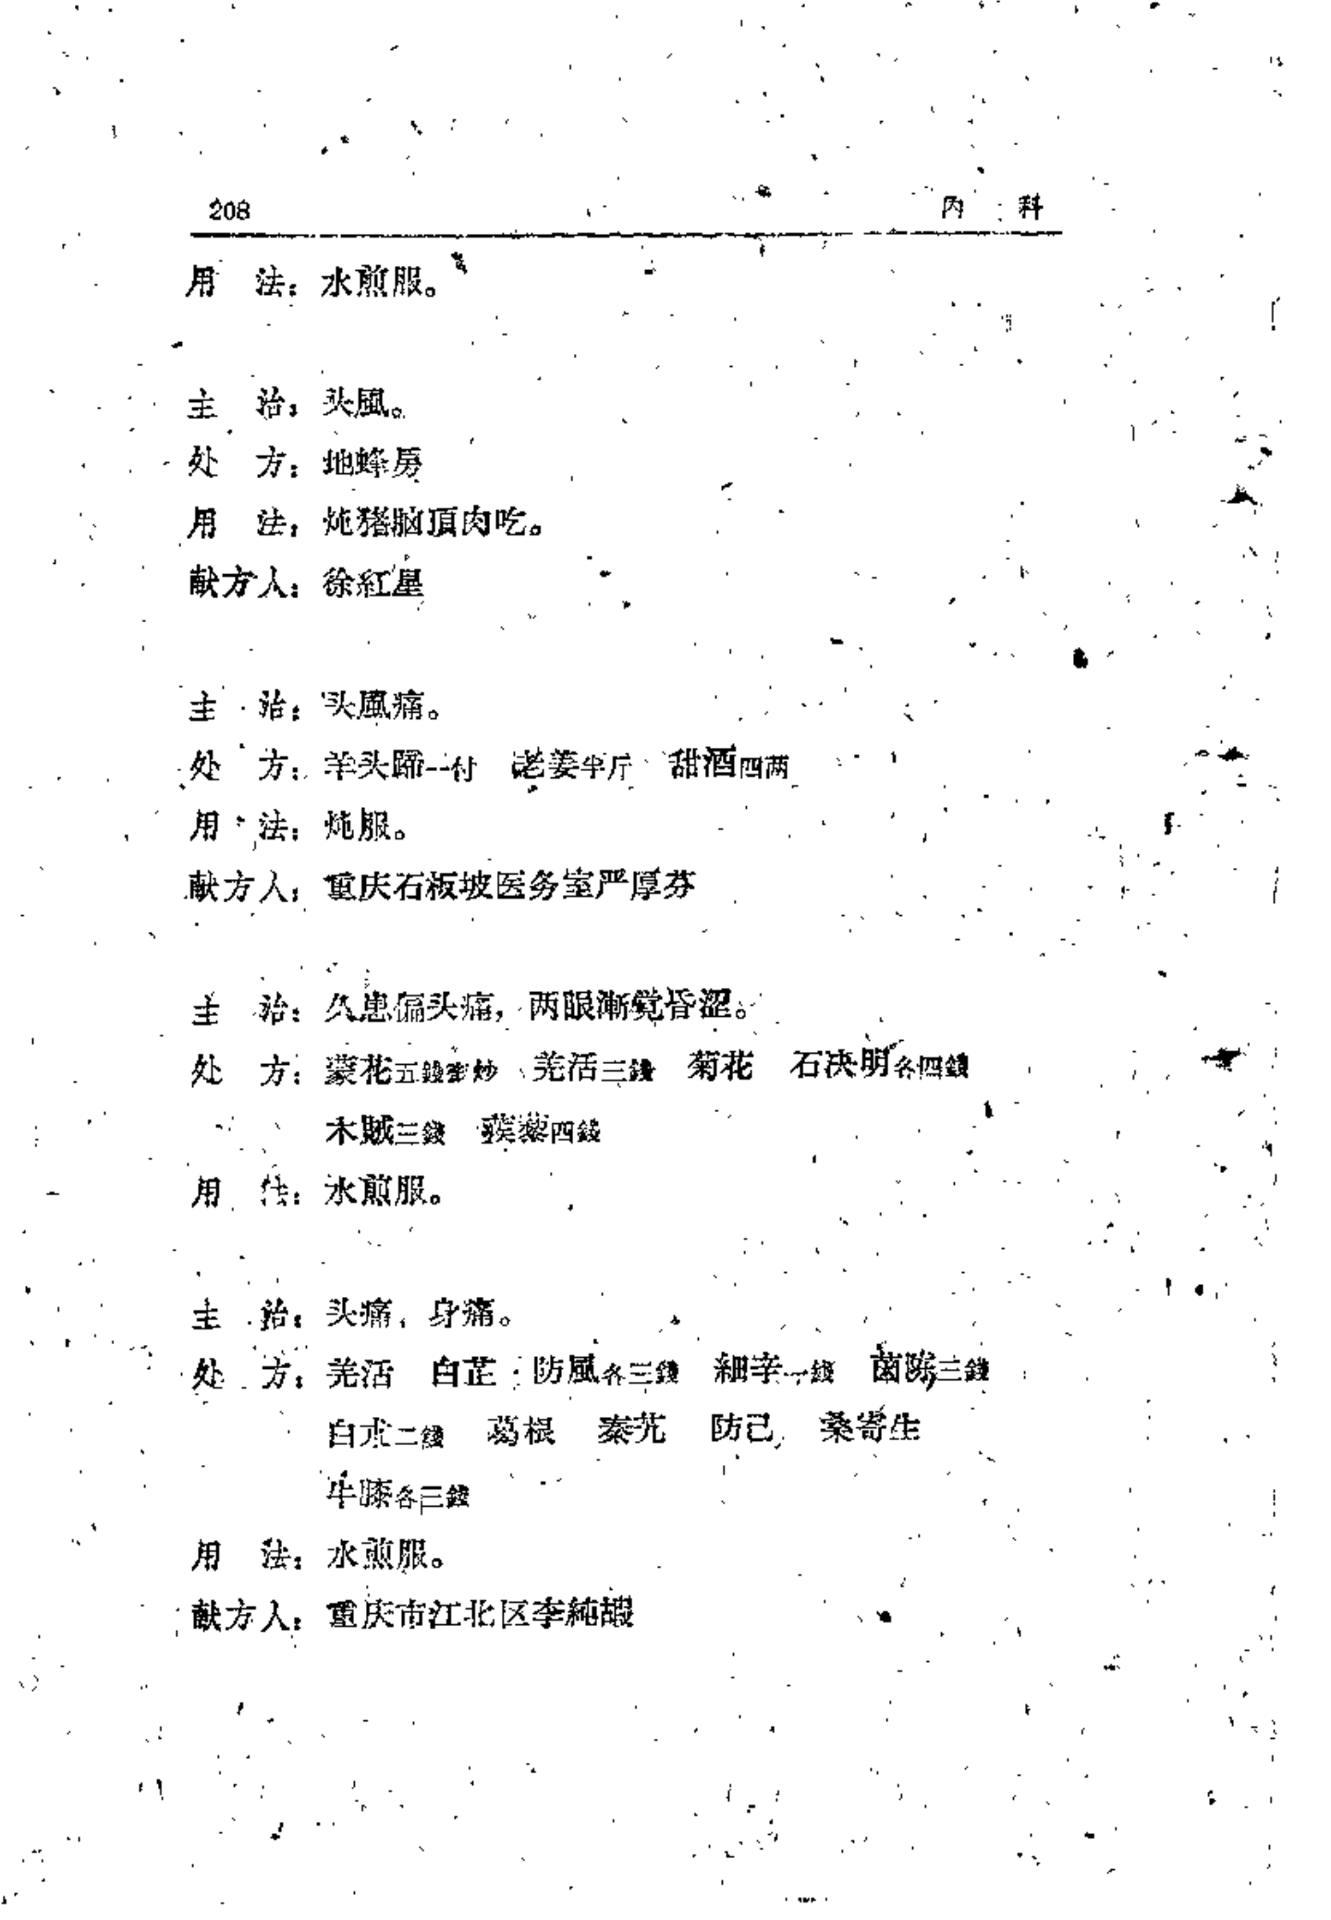 208 内 科
用 法：水煎服。
主 治：头風。
处 方：地蜂房
用 法：炖猪脑頂肉吃。
献方人：徐紅星
主 治：头風痛。
处 方：羊头蹄一付 老姜半斤 甜酒四两
用 法：炖服。
献方人：重庆石板坡医务室严厚芬
主 治：久患偏头痛，两眼漸覚昏涩。
处 方：蒙花五錢蜜炒 羌活三錢 菊花 石决明各四錢
木賊三錢 蒺藜四錢
用 法：水煎服。
主 治：头痛，身痛。
处 方：羌活 白芷 防風各三錢 細辛一錢 茵陈三錢
白朮二錢 葛根 秦艽 防己 桑寄生
牛膝各三錢
用 法：水煎服。
献方人：重庆市江北区李純嘏